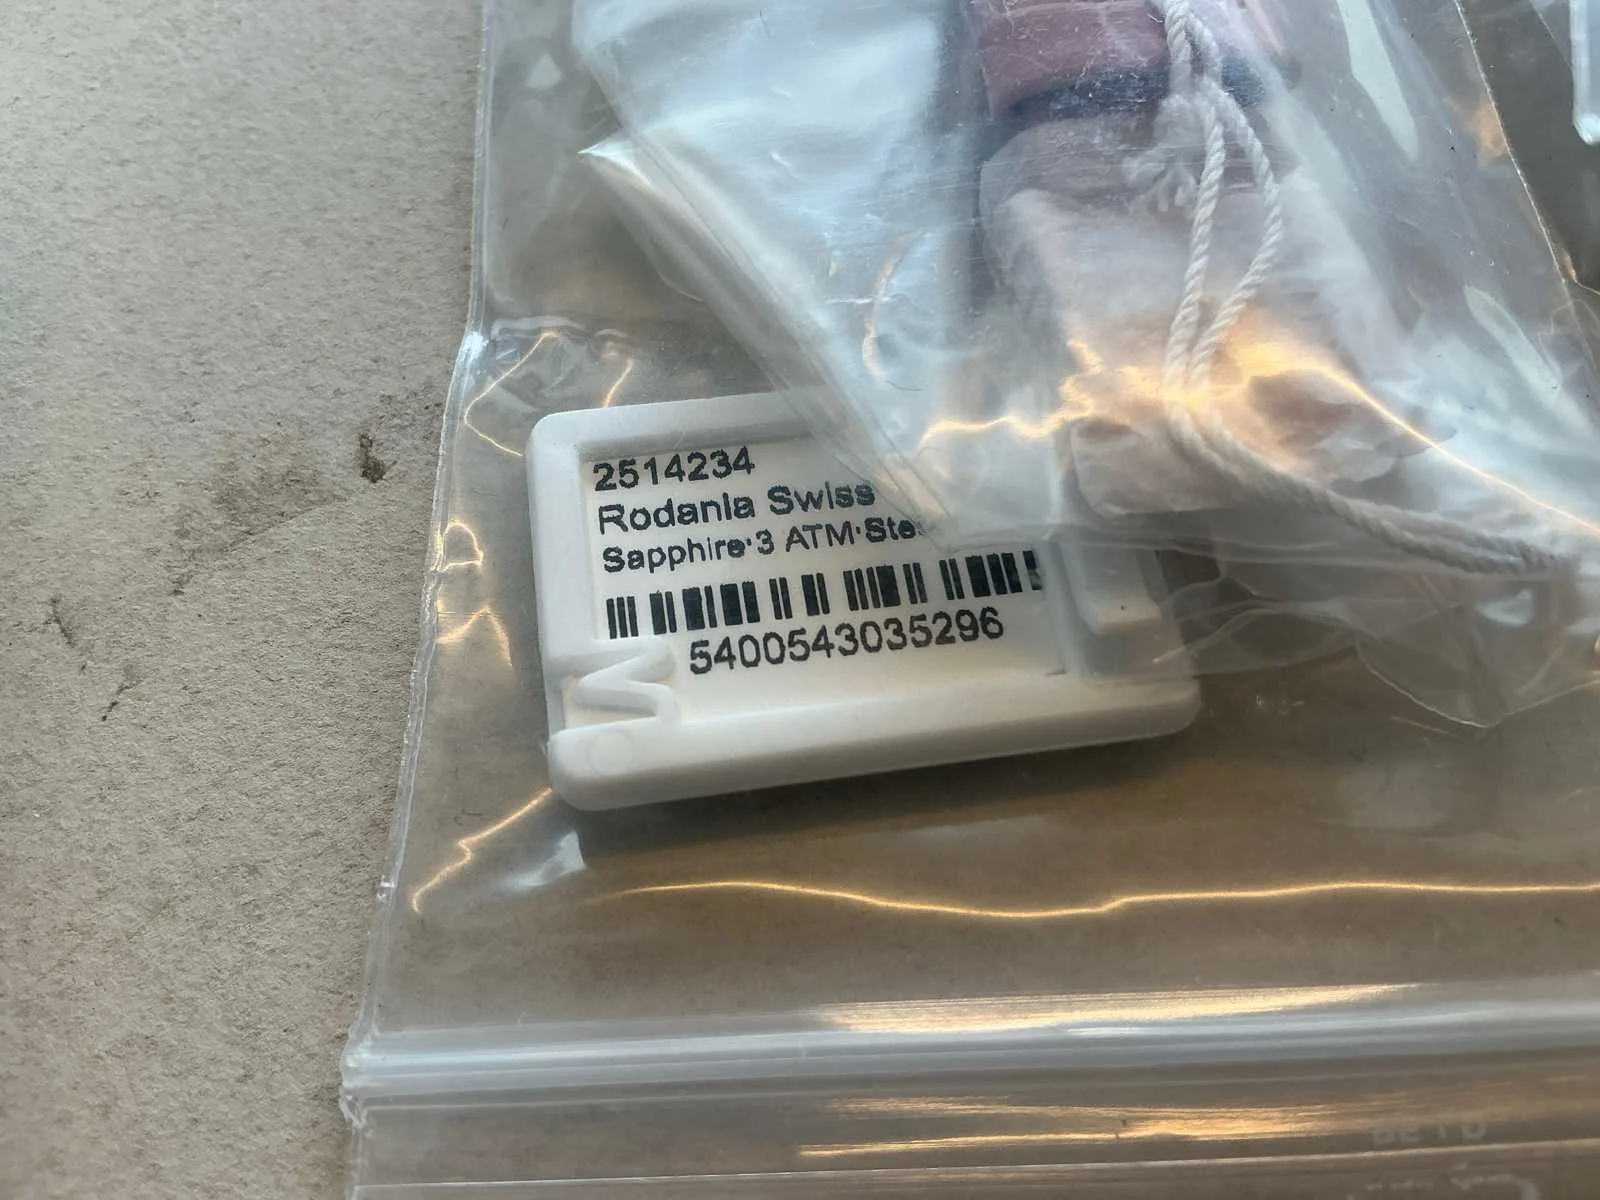 2514234
Rodania Swiss
Sapphire·3 ATM·Ste
5400543035296